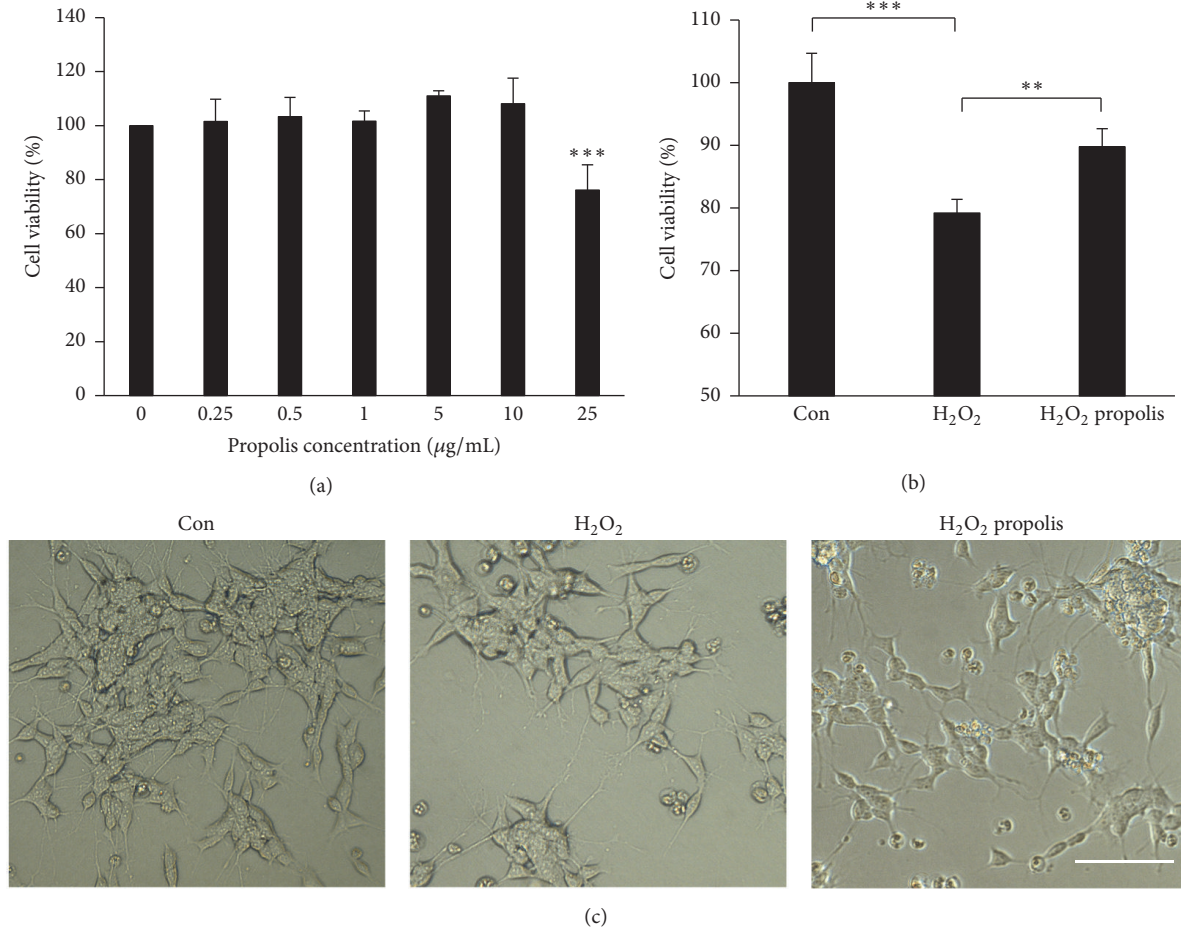 140
120
100
80
60
40
20
0
Cell viability (%)
***
0 0.25 0.5 1 5 10 25
Propolis concentration (μg/mL)
(a)
110
100
90
80
70
60
50
Cell viability (%)
***
**
Con H₂O₂ H₂O₂ propolis
(b)
Con H₂O₂ H₂O₂ propolis
(c)